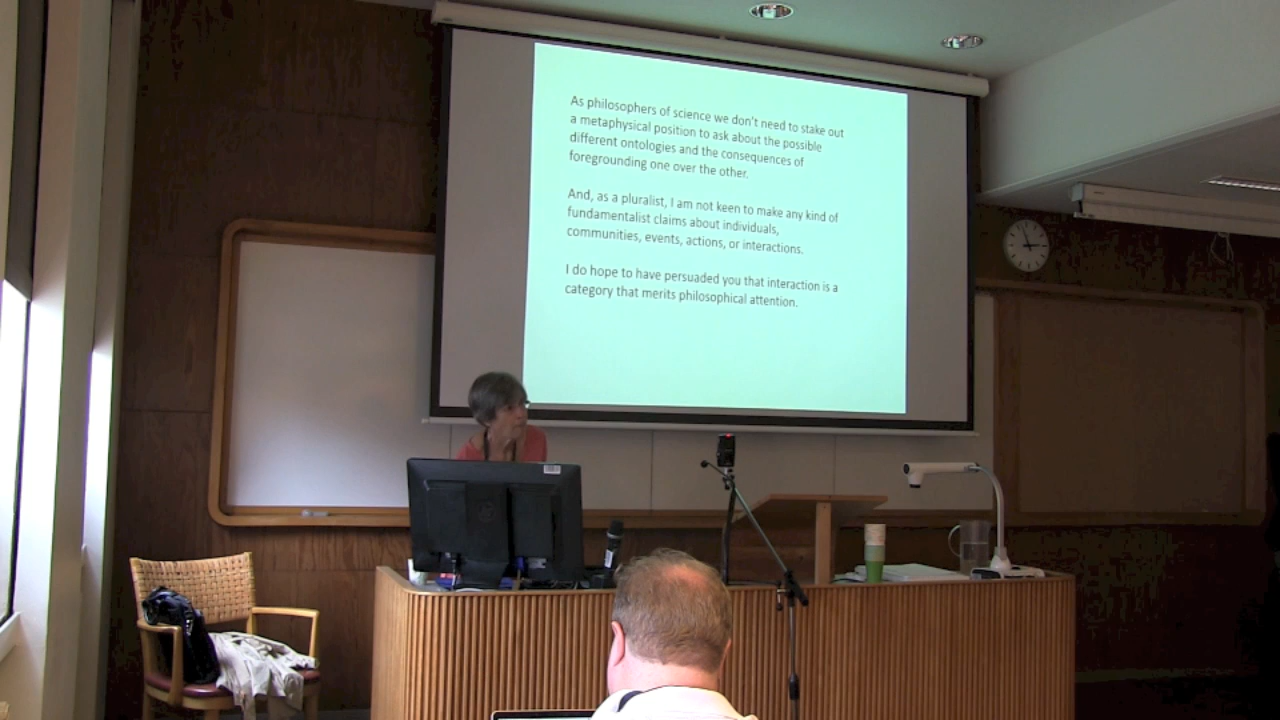 As philosophers of science we don't need to stake out
a metaphysical position to ask about the possible
different ontologies and the consequences of
foregrounding one over the other.
And, as a pluralist, I am not keen to make any kind of
fundamentalist claims about individuals,
communities, events, actions, or interactions.
I do hope to have persuaded you that interaction is a
category that merits philosophical attention.